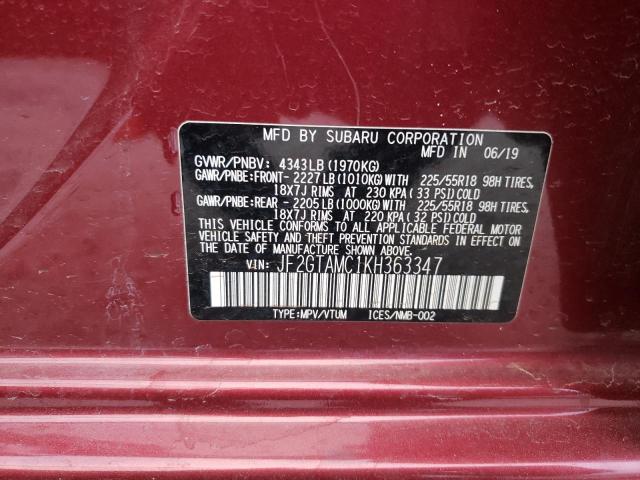 MFD BY SUBARU CORPORATION
MFD IN 06/19
GVWR/PNBV: 4343LB (1970KG)
GAWR/PNBE: FRONT- 2227LB (1010KG) WITH 225/55R18 98H TIRES,
18X7J RIMS AT 230 KPA (33 PSI) COLD
GAWR/PNBE: REAR - 2205LB (1000KG) WITH 225/55R18 98H TIRES,
18X7J RIMS AT 220 KPA (32 PSI) COLD
THIS VEHICLE CONFORMS TO ALL APPLICABLE U.S. FEDERAL MOTOR
VEHICLE SAFETY AND THEFT PREVENTION STANDARDS IN EFFECT ON
THE DATE OF MANUFACTURE SHOWN ABOVE.
VIN: JF2GTAMC1KH363347
TYPE:MPV/VTUM ICES/NMB-002